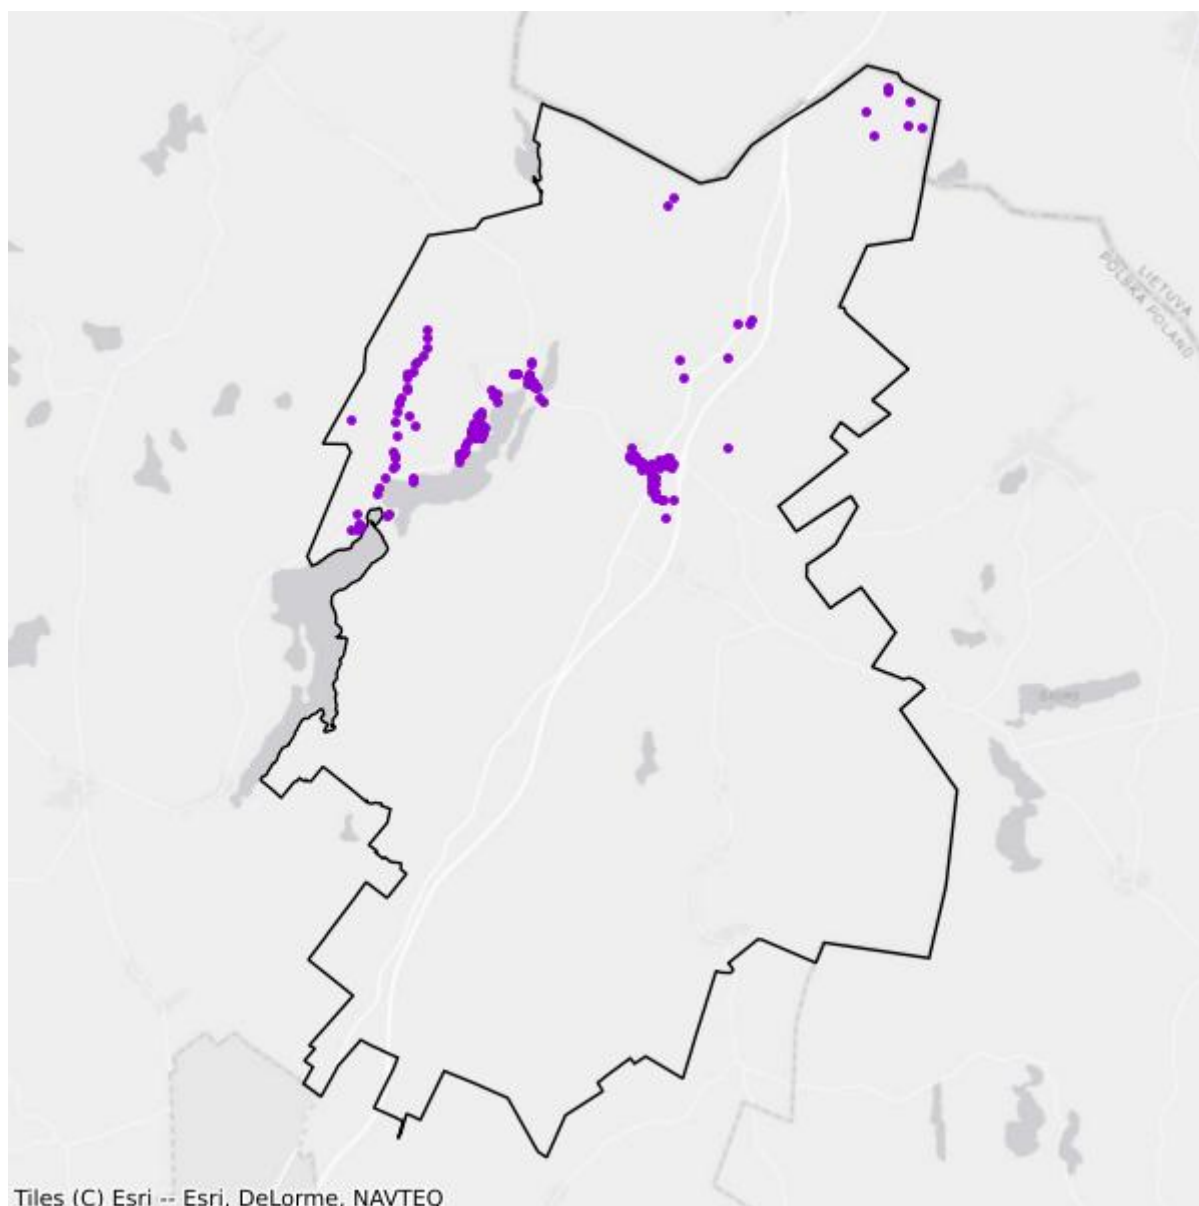 LIETUVA
POLSKA POLAND
Tiles (C) Esri -- Esri, DeLorme, NAVTEQ